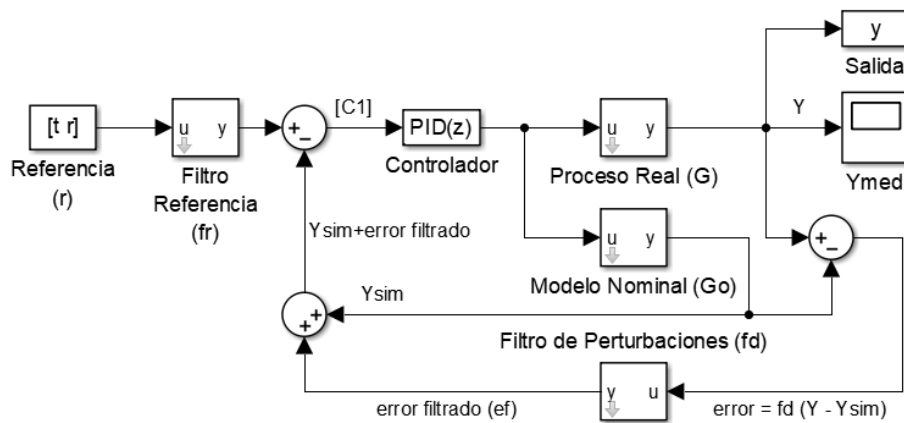 y
Salida
[C1]
Y
[t r]
u
y
+
−
PID(z)
u
y
Referencia
(r)
Filtro
Referencia
(fr)
Controlador
Proceso Real (G)
Ymed
Ysim+error filtrado
u
y
+
−
Modelo Nominal (Go)
Ysim
+
+
Filtro de Perturbaciones (fd)
y
u
error filtrado (ef)
error = fd (Y - Ysim)